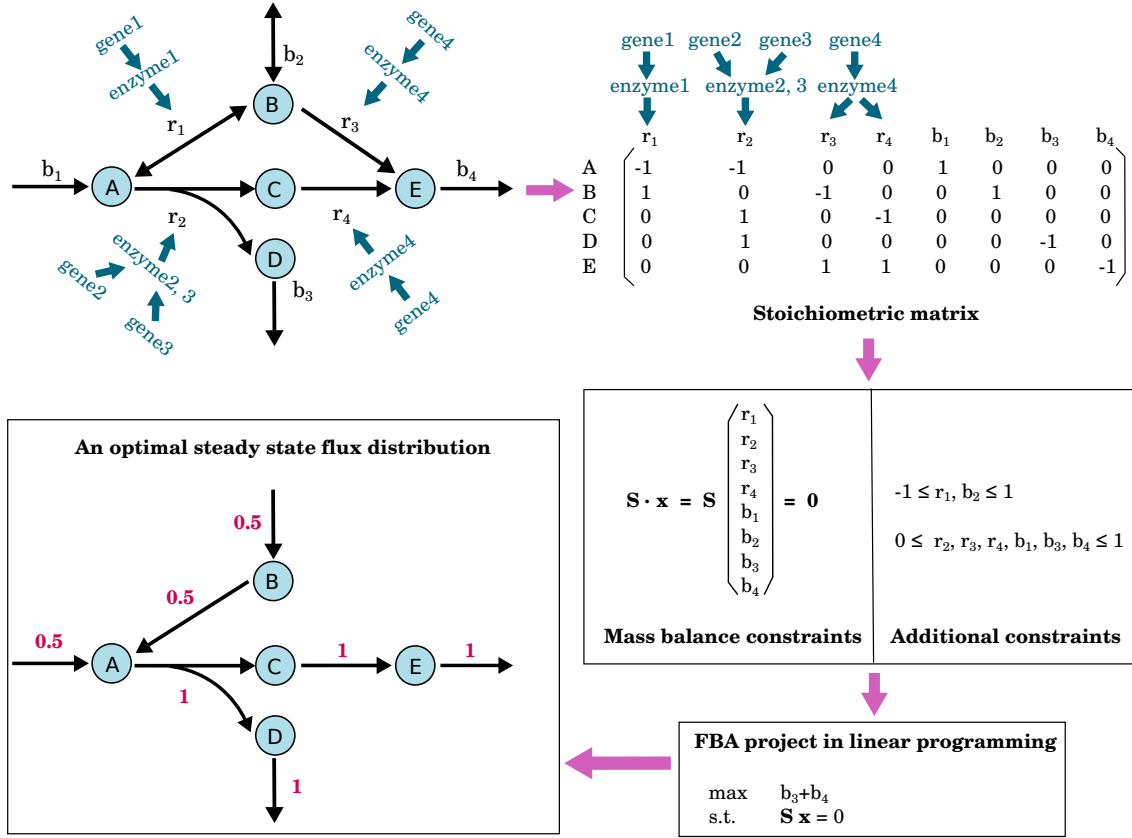 gene1
enzyme1
r1
b2
gene4
enzyme4
r3
B
b1
A
C
E
b4
r2
r4
D
b3
enzyme2, 3
gene2
gene3
enzyme4
gene4
gene1 gene2 gene3 gene4
enzyme1 enzyme2, 3 enzyme4
r1 r2 r3 r4 b1 b2 b3 b4
A -1 -1 0 0 1 0 0 0
B 1 0 -1 0 0 1 0 0
C 0 1 0 -1 0 0 0 0
D 0 1 0 0 0 0 -1 0
E 0 0 1 1 0 0 0 -1
Stoichiometric matrix
S · x = S
r1
r2
r3
r4
b1
b2
b3
b4
= 0
Mass balance constraints
-1 ≤ r1, b2 ≤ 1
0 ≤ r2, r3, r4, b1, b3, b4 ≤ 1
Additional constraints
FBA project in linear programming
max b3+b4
s.t. S x = 0
An optimal steady state flux distribution
0.5
B
0.5
0.5
A
C
1
E
1
1
D
1